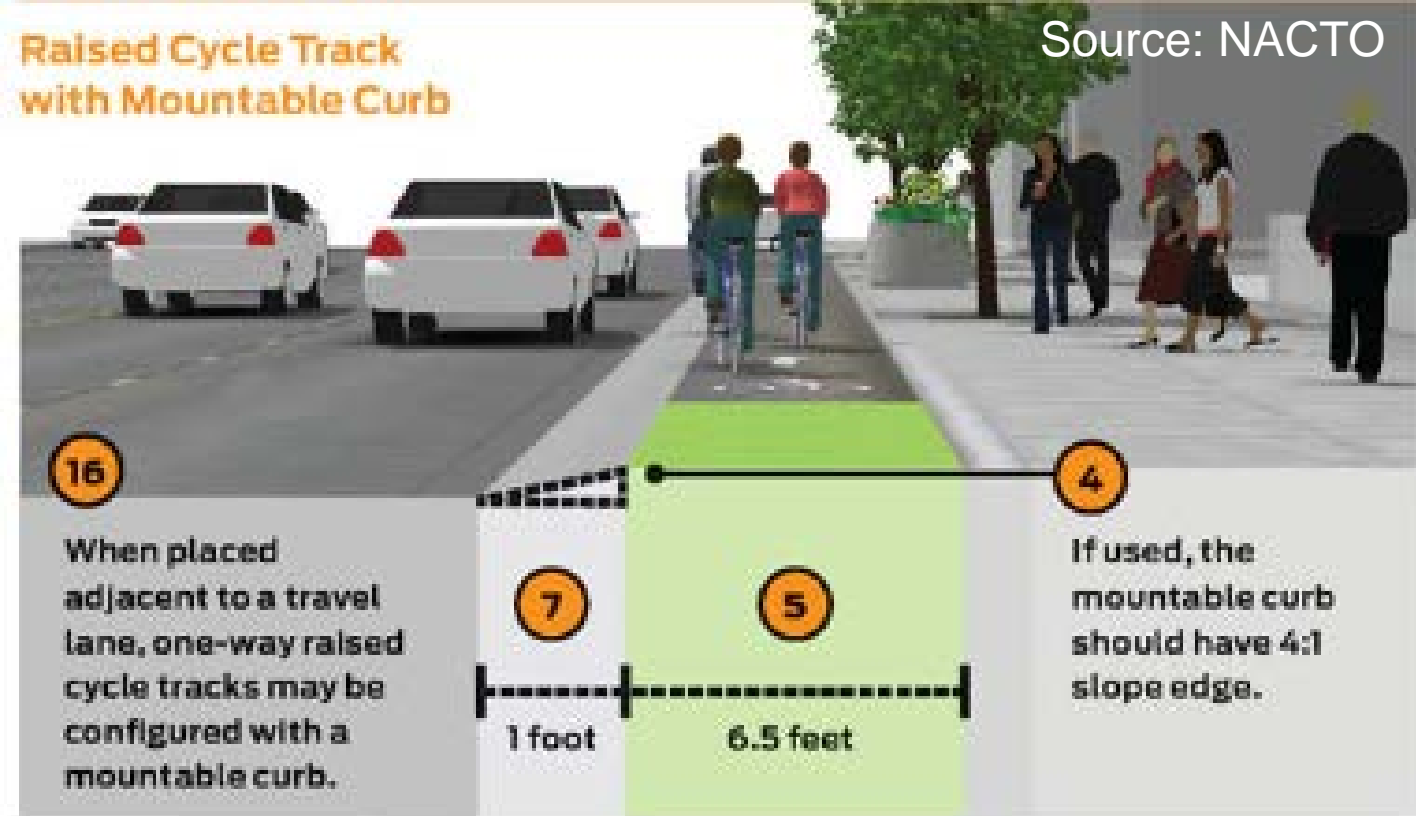 Raised Cycle Track
with Mountable Curb
Source: NACTO
16
When placed
adjacent to a travel
lane, one-way raised
cycle tracks may be
configured with a
mountable curb.
7
1 foot
5
6.5 feet
4
If used, the
mountable curb
should have 4:1
slope edge.